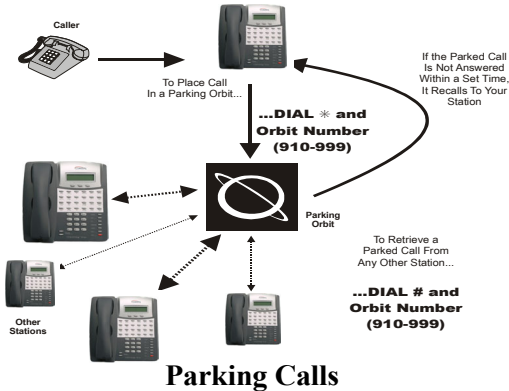 Caller
To Place Call
In a Parking Orbit...
If the Parked Call
Is Not Answered
Within a Set Time,
It Recalls To Your
Station
...DIAL ✳ and
Orbit Number
(910-999)
Parking
Orbit
To Retrieve a
Parked Call From
Any Other Station...
...DIAL # and
Orbit Number
(910-999)
Other
Stations
Parking Calls